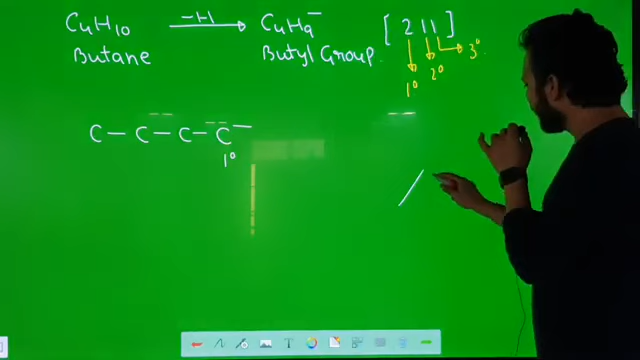 C₄H₁₀ —-H→ C₄H₉⁻ [ 2 1 1 ]
Butane Butyl Group. 1° 2° 3°
C — C — C — C —
1°